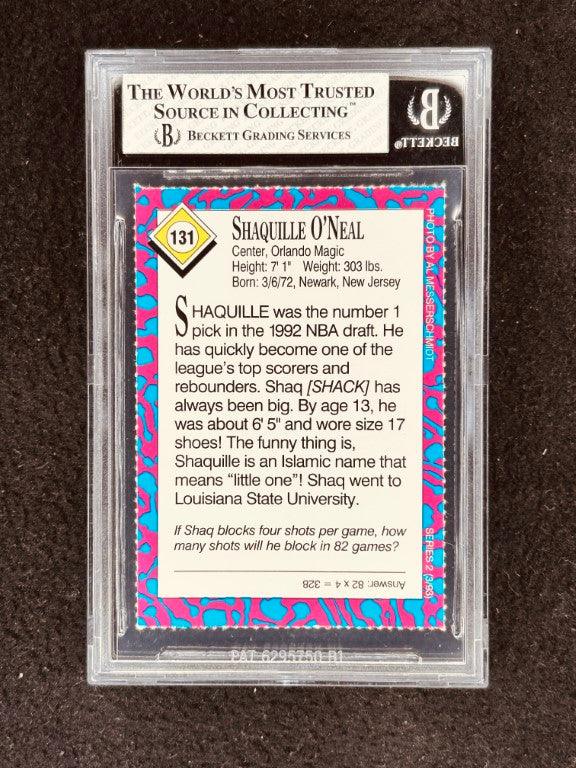 THE WORLD'S MOST TRUSTED
SOURCE IN COLLECTING™
B BECKETT GRADING SERVICES
B
BECKETT®
131
SHAQUILLE O'NEAL
Center, Orlando Magic
Height: 7' 1" Weight: 303 lbs.
Born: 3/6/72, Newark, New Jersey
SHAQUILLE was the number 1
pick in the 1992 NBA draft. He
has quickly become one of the
league's top scorers and
rebounders. Shaq [SHACK] has
always been big. By age 13, he
was about 6' 5" and wore size 17
shoes! The funny thing is,
Shaquille is an Islamic name that
means "little one"! Shaq went to
Louisiana State University.
If Shaq blocks four shots per game, how
many shots will he block in 82 games?
Answer: 82 x 4 = 328
PHOTO BY AL MESSERSCHMIDT
SERIES 2 (3/93)
PAT 6295750 B1